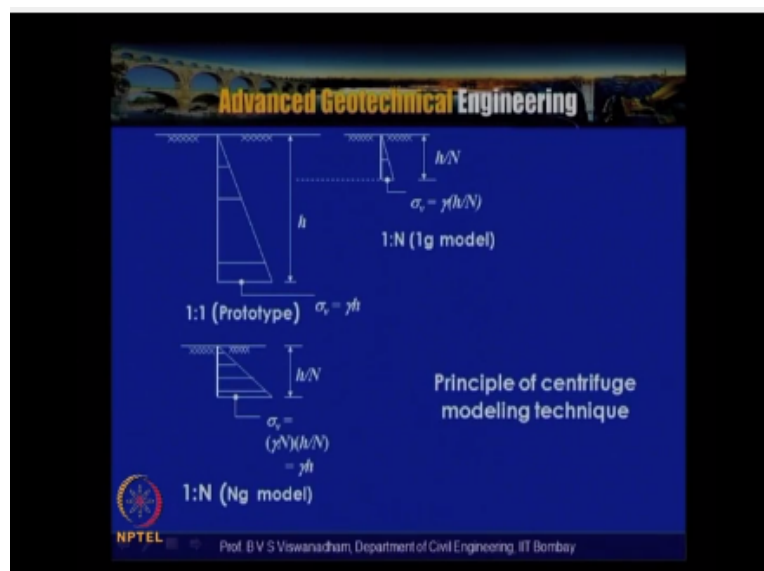 Advanced Geotechnical Engineering
h/N
σᵥ = γ(h/N)
h
1:N (1g model)
1:1 (Prototype)
σᵥ = γh
h/N
Principle of centrifuge
modeling technique
σᵥ =
(γN)(h/N)
= γh
1:N (Ng model)
NPTEL
Prof. B V S Viswanadham, Department of Civil Engineering, IIT Bombay